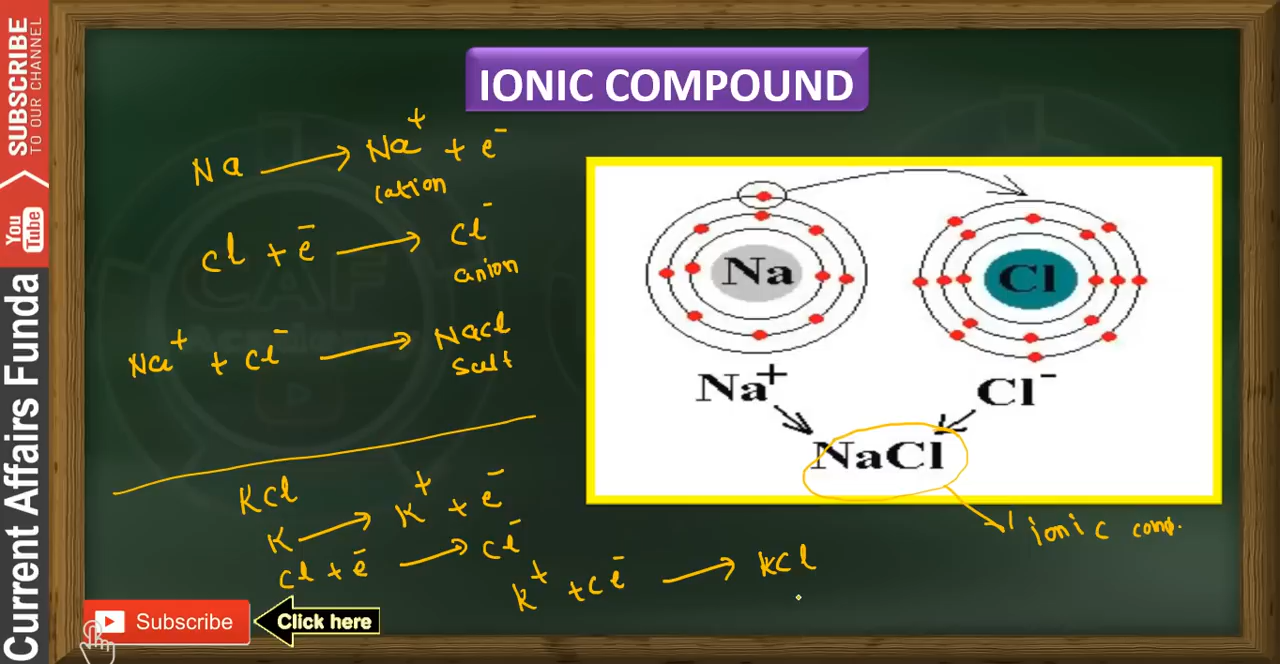 SUBSCRIBE
TO OUR CHANNEL
You
Tube
Current Affairs Funda
IONIC COMPOUND
Na ⟶ Na⁺ + e⁻
cation
Cl + e⁻ ⟶ Cl⁻
anion
Na⁺ + Cl⁻ ⟶ NaCl
Salt
KCl
K ⟶ K⁺ + e⁻
Cl + e⁻ ⟶ Cl⁻
K⁺ + Cl⁻ ⟶ KCl
Na
Cl
Na⁺
Cl⁻
NaCl
ionic comp.
Subscribe
Click here